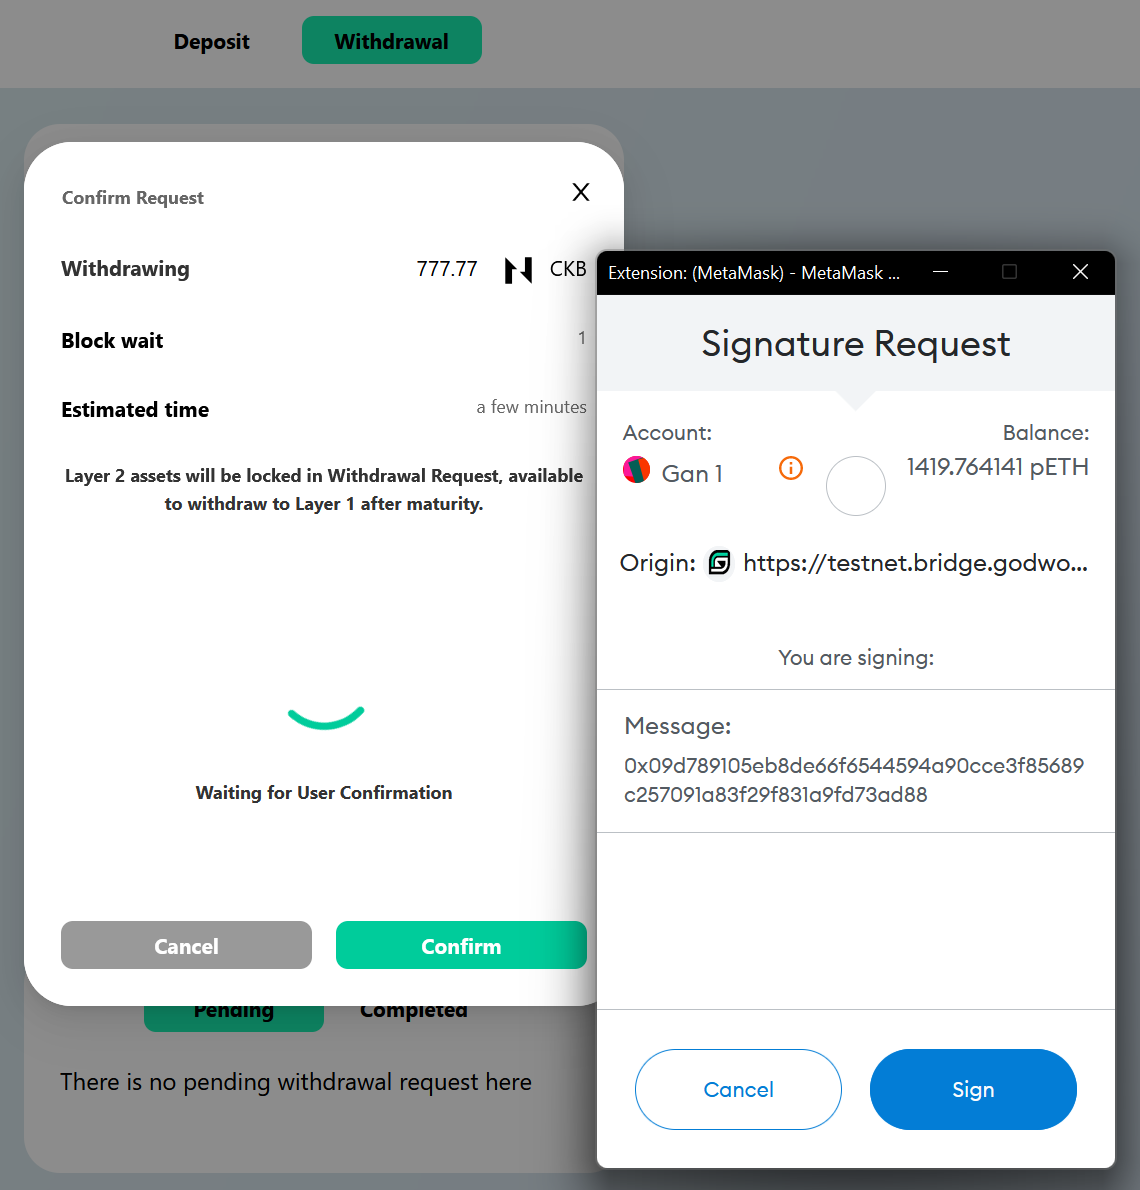 Deposit
Withdrawal
Confirm Request
X
Withdrawing
777.77
CKB
Block wait
1
Estimated time
a few minutes
Layer 2 assets will be locked in Withdrawal Request, available
to withdraw to Layer 1 after maturity.
Waiting for User Confirmation
Cancel
Confirm
Pending
Completed
There is no pending withdrawal request here
Extension: (MetaMask) - MetaMask ...
Signature Request
Account:
Balance:
Gan 1
1419.764141 pETH
Origin:
https://testnet.bridge.godwo...
You are signing:
Message:
0x09d789105eb8de66f6544594a90cce3f85689
c257091a83f29f831a9fd73ad88
Cancel
Sign